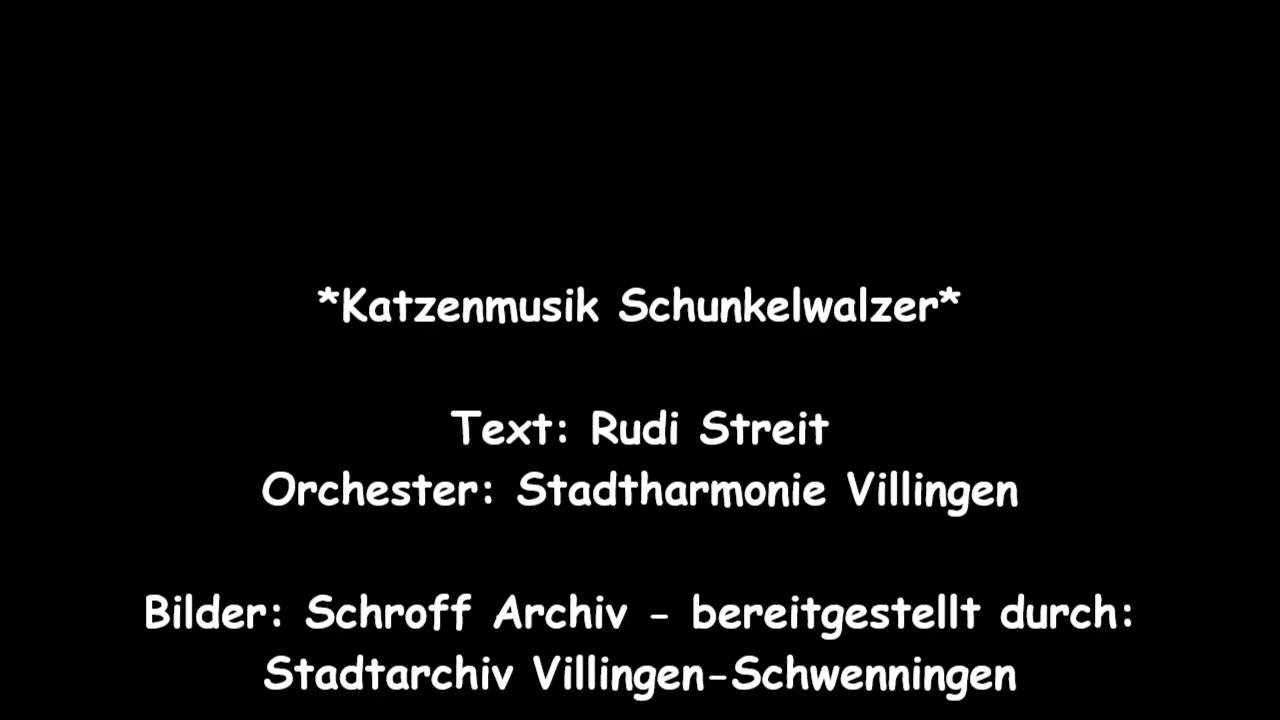 *Katzenmusik Schunkelwalzer*
Text: Rudi Streit
Orchester: Stadtharmonie Villingen
Bilder: Schroff Archiv - bereitgestellt durch:
Stadtarchiv Villingen-Schwenningen